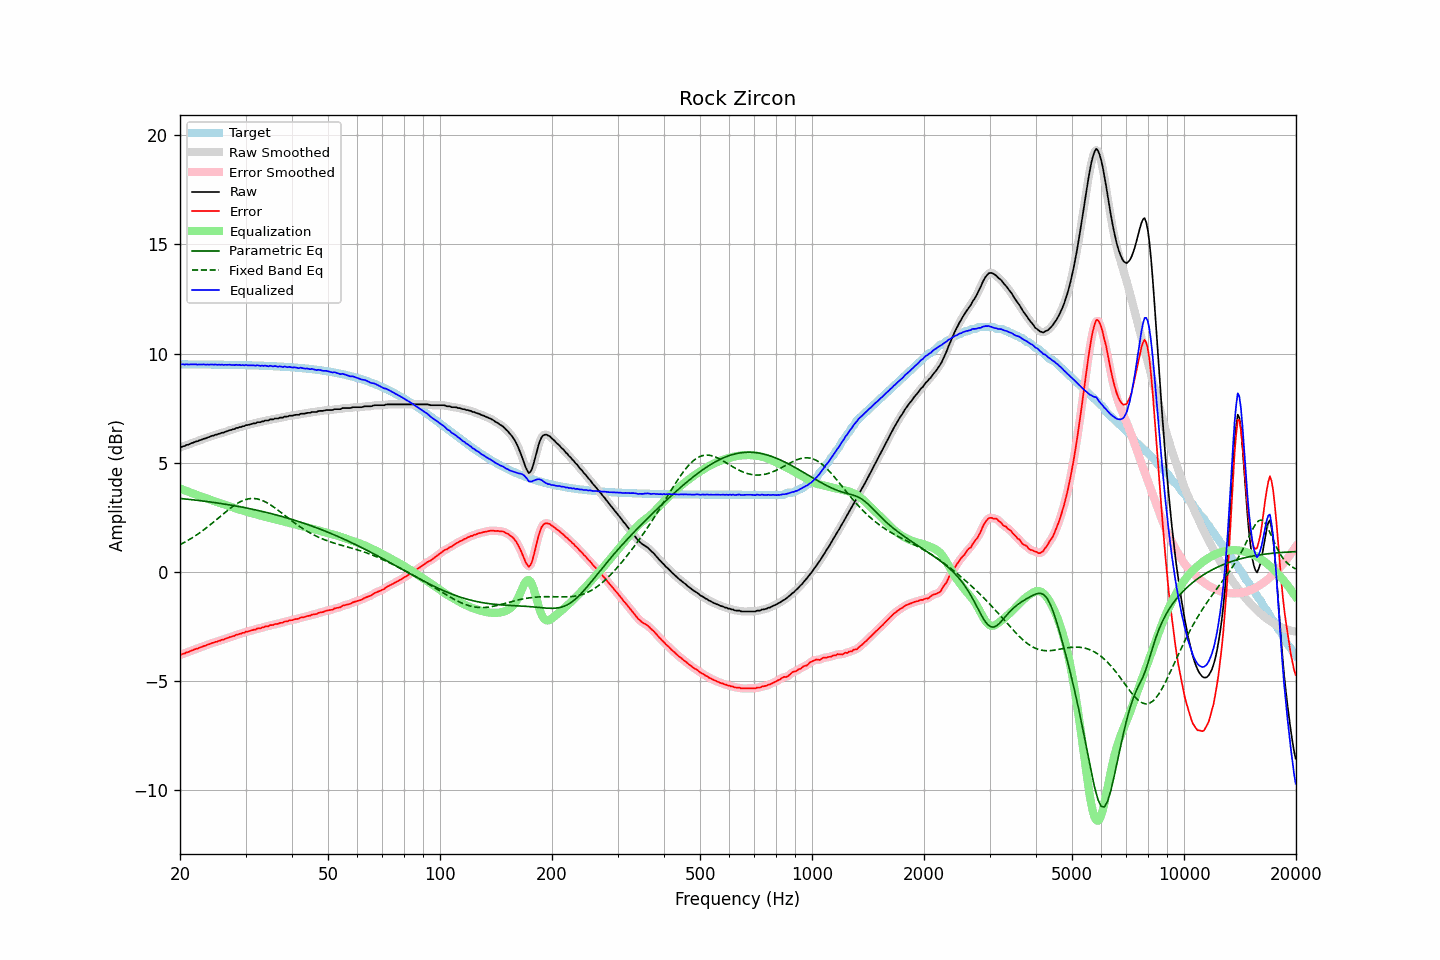 Rock Zircon
Target
Raw Smoothed
Error Smoothed
Raw
Error
Equalization
Parametric Eq
Fixed Band Eq
Equalized
Amplitude (dBr)
20
15
10
5
0
−5
−10
20 50 100 200 500 1000 2000 5000 10000 20000
Frequency (Hz)